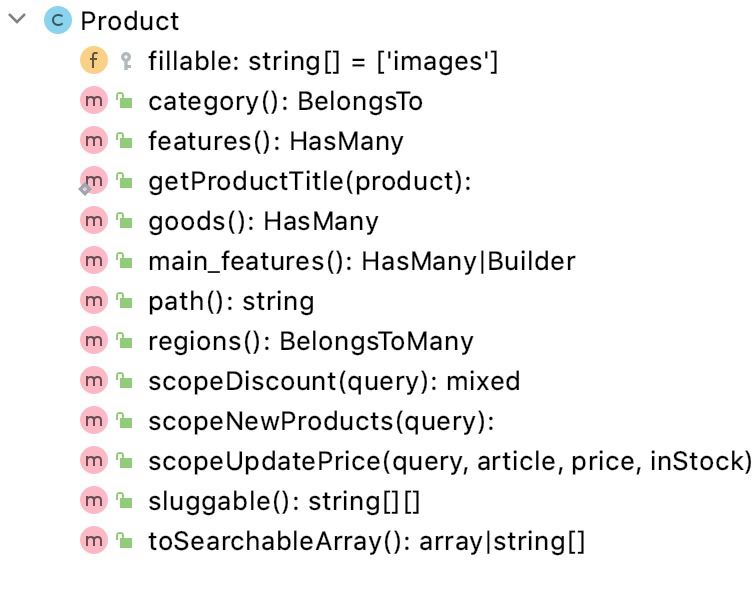 C Product
f fillable: string[] = ['images']
m category(): BelongsTo
m features(): HasMany
m getProductTitle(product):
m goods(): HasMany
m main_features(): HasMany|Builder
m path(): string
m regions(): BelongsToMany
m scopeDiscount(query): mixed
m scopeNewProducts(query):
m scopeUpdatePrice(query, article, price, inStock)
m sluggable(): string[][]
m toSearchableArray(): array|string[]